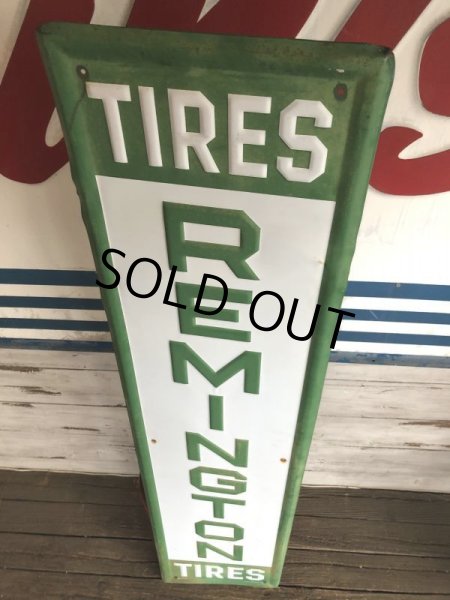 TIRES
REMINGTON
SOLD OUT
TIRES